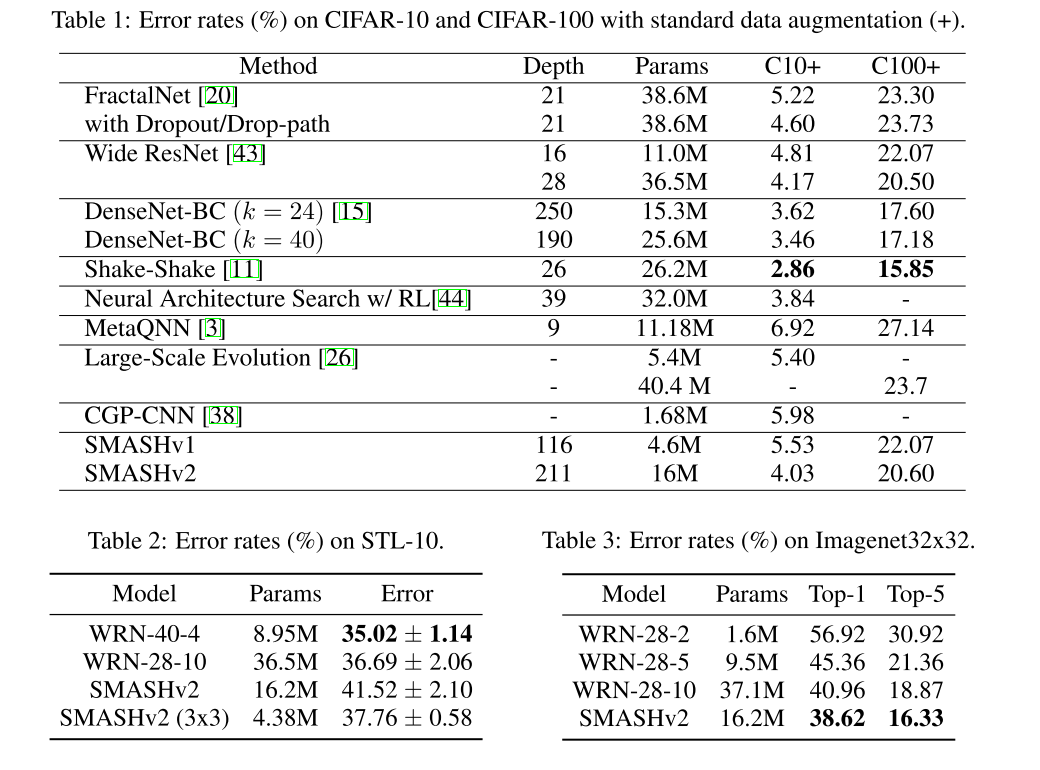 Table 1: Error rates (%) on CIFAR-10 and CIFAR-100 with standard data augmentation (+).
Method Depth Params C10+ C100+
FractalNet [20] 21 38.6M 5.22 23.30
with Dropout/Drop-path 21 38.6M 4.60 23.73
Wide ResNet [43] 16 11.0M 4.81 22.07
28 36.5M 4.17 20.50
DenseNet-BC (k = 24) [15] 250 15.3M 3.62 17.60
DenseNet-BC (k = 40) 190 25.6M 3.46 17.18
Shake-Shake [11] 26 26.2M 2.86 15.85
Neural Architecture Search w/ RL[44] 39 32.0M 3.84 -
MetaQNN [3] 9 11.18M 6.92 27.14
Large-Scale Evolution [26] - 5.4M 5.40 -
- 40.4 M - 23.7
CGP-CNN [38] - 1.68M 5.98 -
SMASHv1 116 4.6M 5.53 22.07
SMASHv2 211 16M 4.03 20.60
Table 2: Error rates (%) on STL-10.
Model Params Error
WRN-40-4 8.95M 35.02 ± 1.14
WRN-28-10 36.5M 36.69 ± 2.06
SMASHv2 16.2M 41.52 ± 2.10
SMASHv2 (3x3) 4.38M 37.76 ± 0.58
Table 3: Error rates (%) on Imagenet32x32.
Model Params Top-1 Top-5
WRN-28-2 1.6M 56.92 30.92
WRN-28-5 9.5M 45.36 21.36
WRN-28-10 37.1M 40.96 18.87
SMASHv2 16.2M 38.62 16.33